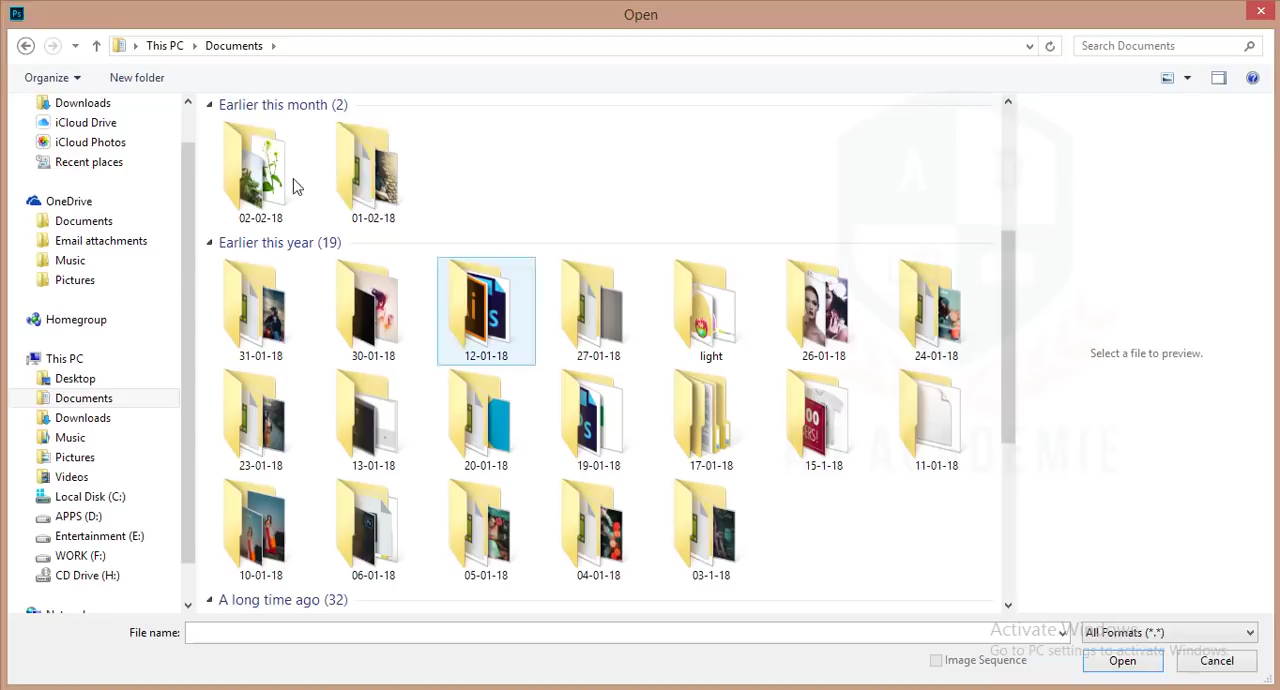 Ps
Open
This PC
Documents
Search Documents
Organize
New folder
Downloads
iCloud Drive
iCloud Photos
Recent places
OneDrive
Documents
Email attachments
Music
Pictures
Homegroup
This PC
Desktop
Documents
Downloads
Music
Pictures
Videos
Local Disk (C:)
APPS (D:)
Entertainment (E:)
WORK (F:)
CD Drive (H:)
Earlier this month (2)
02-02-18
01-02-18
Earlier this year (19)
31-01-18
30-01-18
12-01-18
27-01-18
light
26-01-18
24-01-18
23-01-18
13-01-18
20-01-18
19-01-18
17-01-18
15-1-18
11-01-18
10-01-18
06-01-18
05-01-18
04-01-18
03-1-18
A long time ago (32)
Select a file to preview.
File name:
All Formats (*.*)
Activate Windows
Go to PC settings to activate Windows.
Image Sequence
Open
Cancel